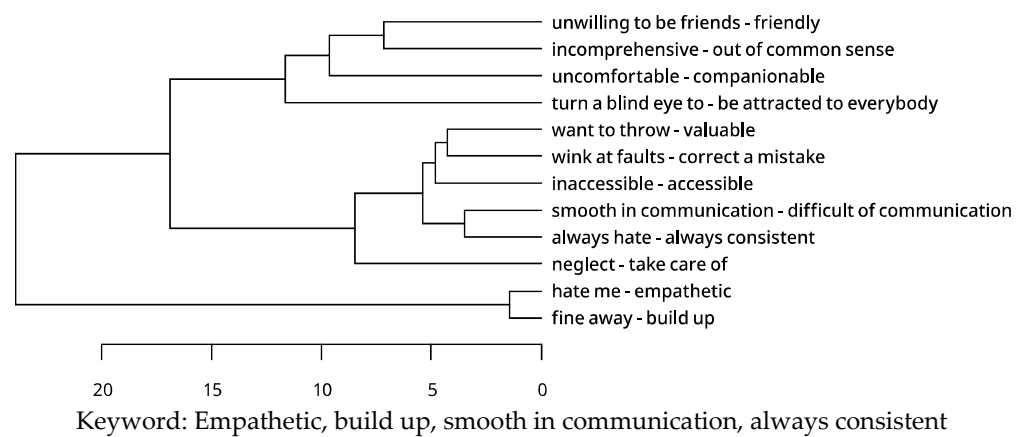 unwilling to be friends - friendly
incomprehensive - out of common sense
uncomfortable - companionable
turn a blind eye to - be attracted to everybody
want to throw - valuable
wink at faults - correct a mistake
inaccessible - accessible
smooth in communication - difficult of communication
always hate - always consistent
neglect - take care of
hate me - empathetic
fine away - build up
20 15 10 5 0
Keyword: Empathetic, build up, smooth in communication, always consistent